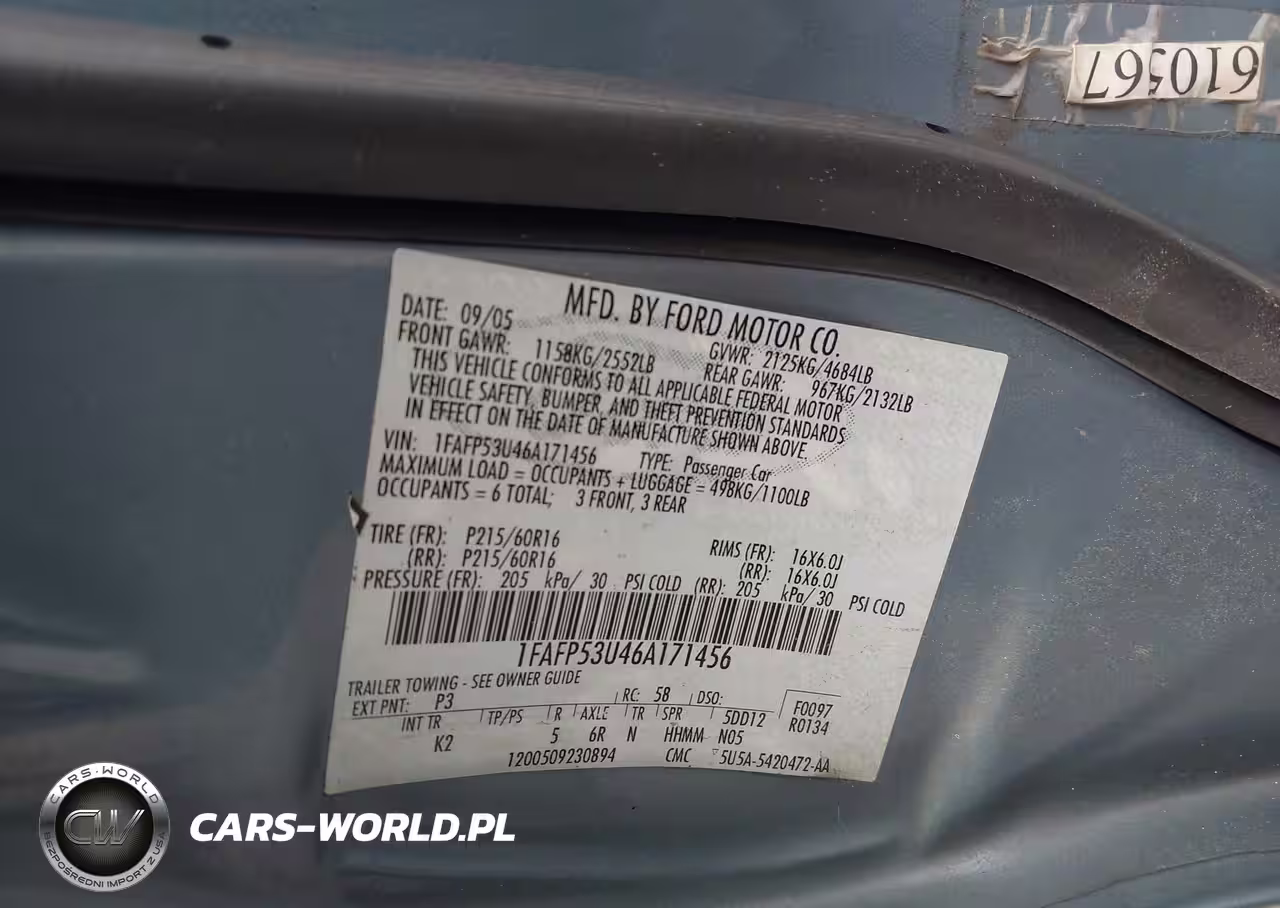 610567
MFD. BY FORD MOTOR CO.
DATE: 09/05 GVWR: 2125KG/4684LB
FRONT GAWR: 1158KG/2552LB REAR GAWR: 967KG/2132LB
THIS VEHICLE CONFORMS TO ALL APPLICABLE FEDERAL MOTOR
VEHICLE SAFETY, BUMPER, AND THEFT PREVENTION STANDARDS
IN EFFECT ON THE DATE OF MANUFACTURE SHOWN ABOVE.
VIN: 1FAFP53U46A171456 TYPE: Passenger Car
MAXIMUM LOAD = OCCUPANTS + LUGGAGE = 498KG/1100LB
OCCUPANTS = 6 TOTAL; 3 FRONT, 3 REAR
TIRE (FR): P215/60R16 RIMS (FR): 16X6.0J
(RR): P215/60R16 (RR): 16X6.0J
PRESSURE (FR): 205 kPa/ 30 PSI COLD (RR): 205 kPa/ 30 PSI COLD
1FAFP53U46A171456
TRAILER TOWING - SEE OWNER GUIDE
EXT PNT: P3 RC: 58 DSO: F0097
INT TR TP/PS R AXLE TR SPR 5DD12 R0134
K2 5 6R N HHMM N05
1200509230894 CMC 5U5A-5420472-AA
CARS-WORLD
CW
BEZPOŚREDNI IMPORT Z USA
CARS-WORLD.PL